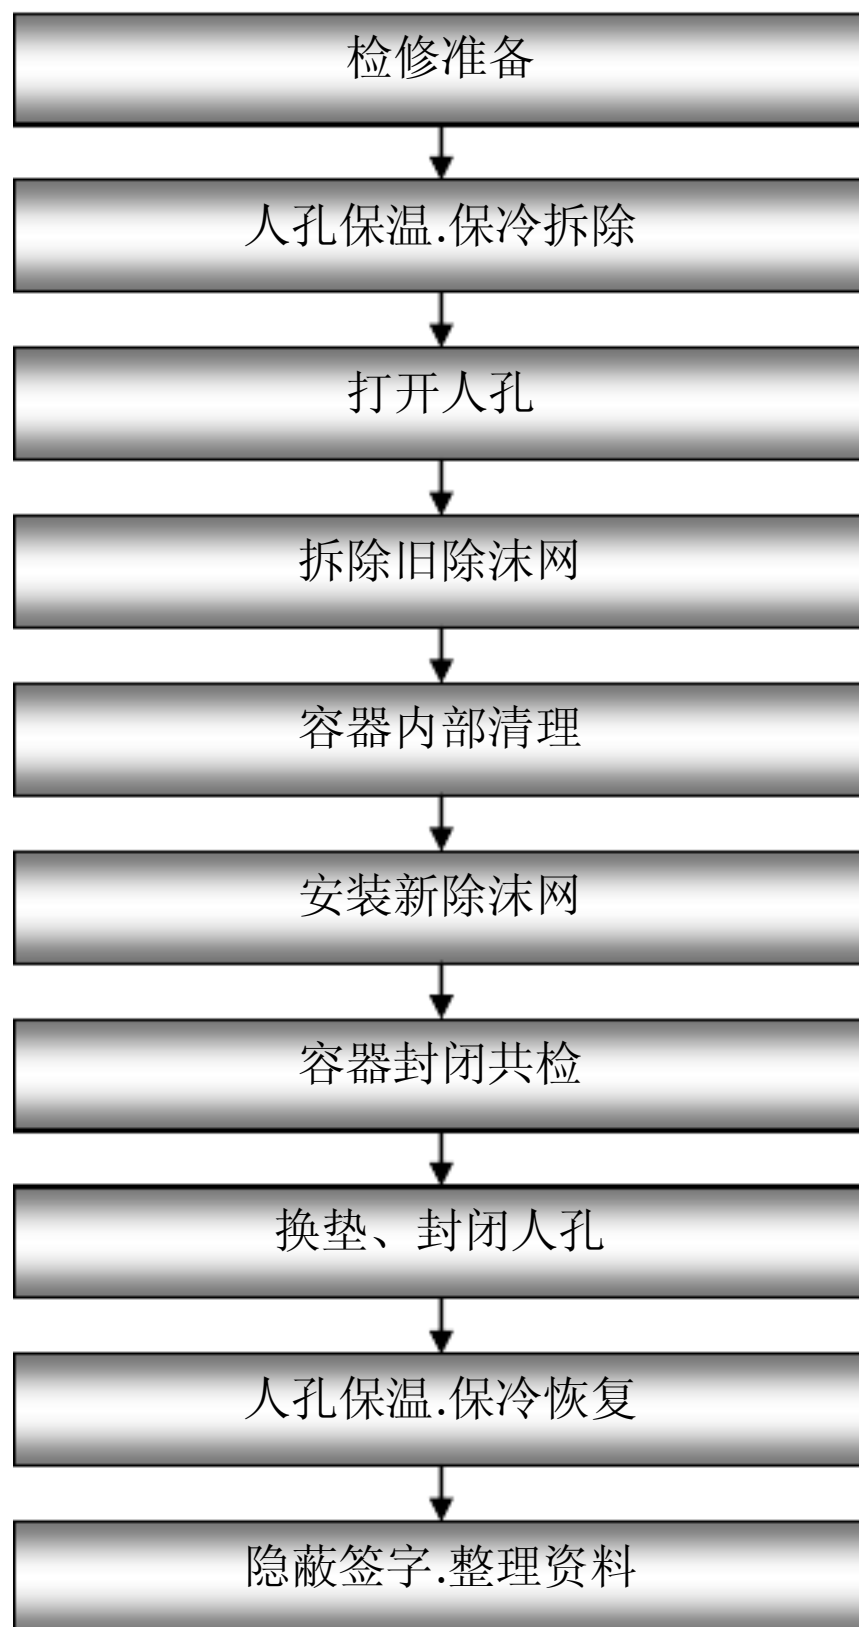 检修准备
人孔保温.保冷拆除
打开人孔
拆除旧除沫网
容器内部清理
安装新除沫网
容器封闭共检
换垫、封闭人孔
人孔保温.保冷恢复
隐蔽签字.整理资料